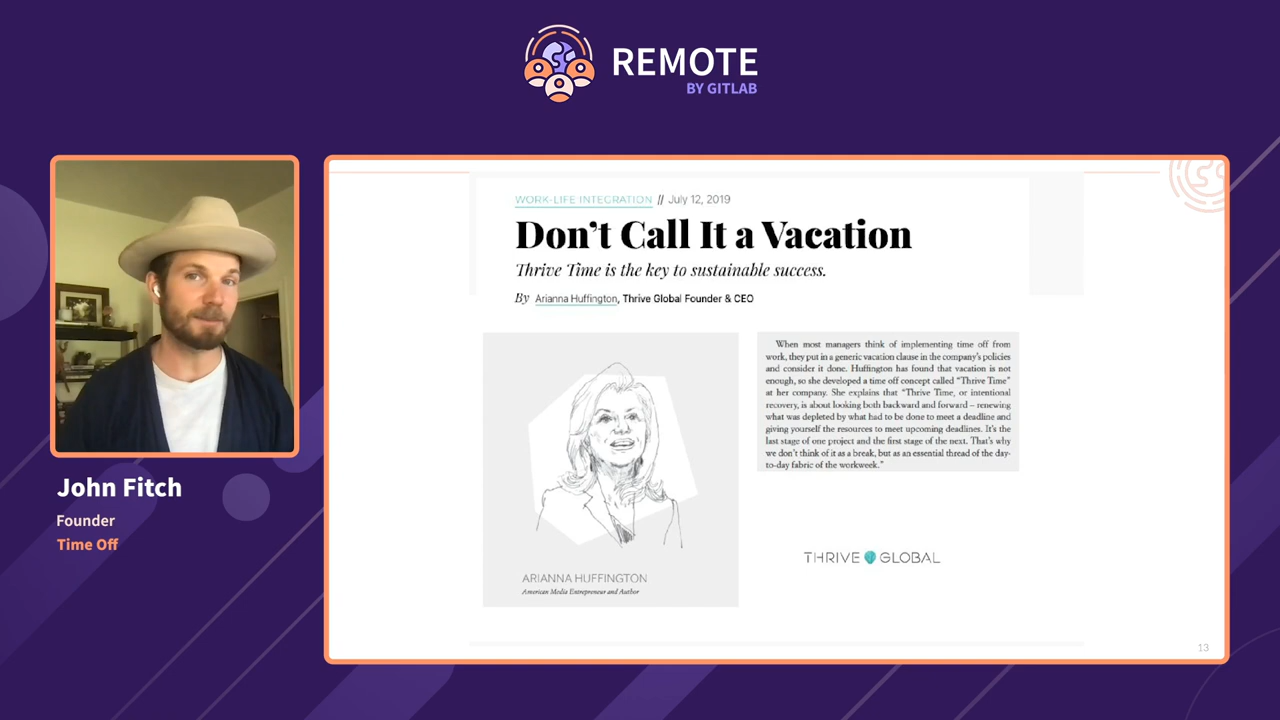 REMOTE
BY GITLAB
John Fitch
Founder
Time Off
WORK-LIFE INTEGRATION // July 12, 2019
Don't Call It a Vacation
Thrive Time is the key to sustainable success.
By Arianna Huffington, Thrive Global Founder & CEO
ARIANNA HUFFINGTON
American Media Entrepreneur and Author
When most managers think of implementing time off from
work, they put in a generic vacation clause in the company's policies
and consider it done. Huffington has found that vacation is not
enough, so she developed a time off concept called "Thrive Time"
at her company. She explains that "Thrive Time, or intentional
recovery, is about looking both backward and forward – renewing
what was depleted by what had to be done to meet a deadline and
giving yourself the resources to meet upcoming deadlines. It's the
last stage of one project and the first stage of the next. That's why
we don't think of it as a break, but as an essential thread of the day-
to-day fabric of the workweek."
THRIVE GLOBAL
13